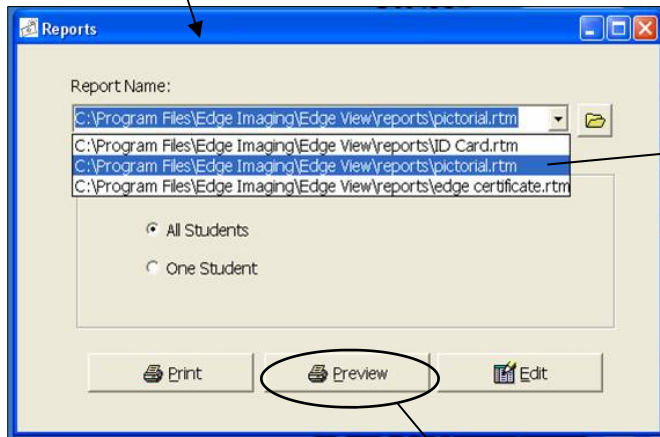 Reports
Report Name:
C:\Program Files\Edge Imaging\Edge View\reports\pictorial.rtm
C:\Program Files\Edge Imaging\Edge View\reports\ID Card.rtm
C:\Program Files\Edge Imaging\Edge View\reports\pictorial.rtm
C:\Program Files\Edge Imaging\Edge View\reports\edge certificate.rtm
All Students
One Student
Print Preview Edit